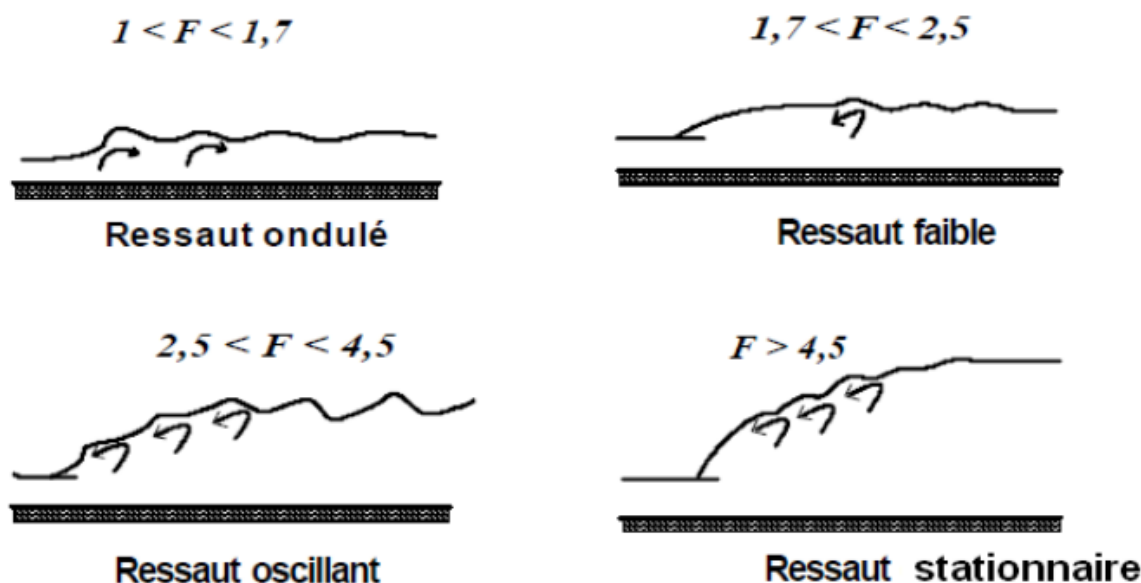 1 < F < 1,7
1,7 < F < 2,5
Ressaut ondulé
Ressaut faible
2,5 < F < 4,5
F > 4,5
Ressaut oscillant
Ressaut stationnaire